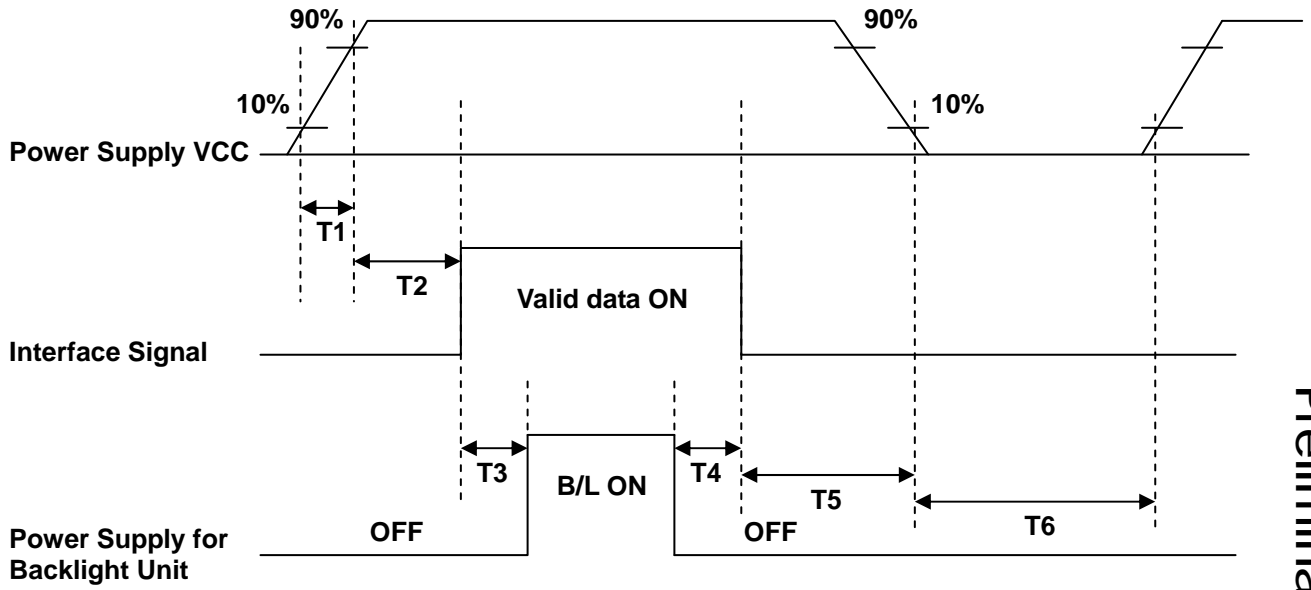 90%
90%
10%
10%
Power Supply VCC
T1
T2
Valid data ON
Interface Signal
T3
T4
B/L ON
T5
T6
OFF
OFF
Power Supply for
Backlight Unit